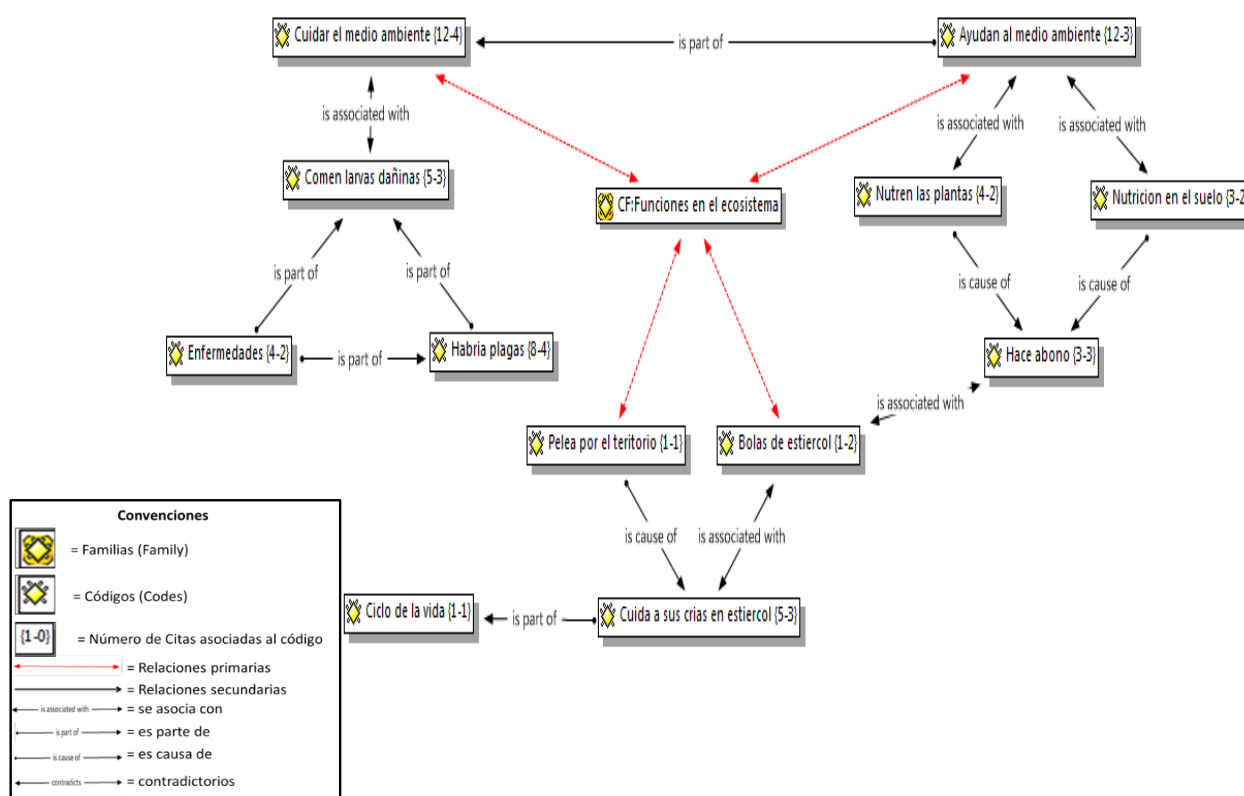 Cuidar el medio ambiente {12-4}
is part of
Ayudan al medio ambiente {12-3}
is associated with
is associated with
is associated with
Comen larvas dañinas {5-3}
CF:Funciones en el ecosistema
Nutren las plantas {4-2}
Nutricion en el suelo {3-2
is part of
is part of
is cause of
is cause of
Enfermedades {4-2}
is part of
Habria plagas {8-4}
Hace abono {3-3}
is associated with
Pelea por el teritorio {1-1}
Bolas de estiercol {1-2}
is cause of
is associated with
Ciclo de la vida {1-1}
is part of
Cuida a sus crias en estiercol {5-3}
Convenciones
= Familias (Family)
= Códigos (Codes)
{1-0} = Número de Citas asociadas al código
= Relaciones primarias
= Relaciones secundarias
is associated with = se asocia con
is part of = es parte de
is cause of = es causa de
contradicts = contradictorios